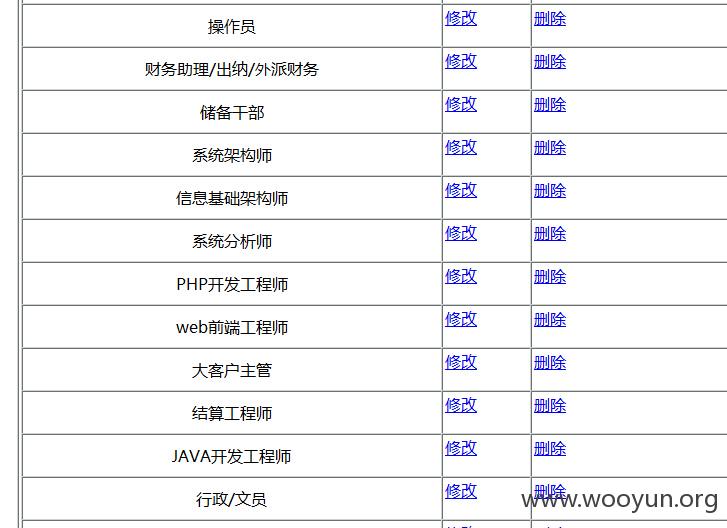 操作员 修改 删除
财务助理/出纳/外派财务 修改 删除
储备干部 修改 删除
系统架构师 修改 删除
信息基础架构师 修改 删除
系统分析师 修改 删除
PHP开发工程师 修改 删除
web前端工程师 修改 删除
大客户主管 修改 删除
结算工程师 修改 删除
JAVA开发工程师 修改 删除
行政/文员 修改 删除
www.wooyun.org